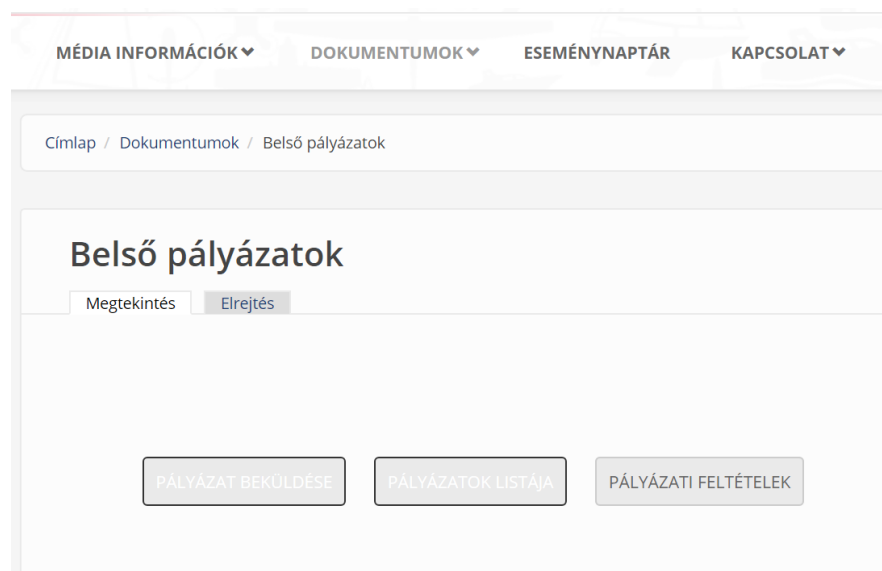 MÉDIA INFORMÁCIÓK DOKUMENTUMOK ESEMÉNYNAPTÁR KAPCSOLAT
Címlap / Dokumentumok / Belső pályázatok
Belső pályázatok
Megtekintés Elrejtés
PÁLYÁZAT BEKÜLDÉSE PÁLYÁZATOK LISTÁJA PÁLYÁZATI FELTÉTELEK